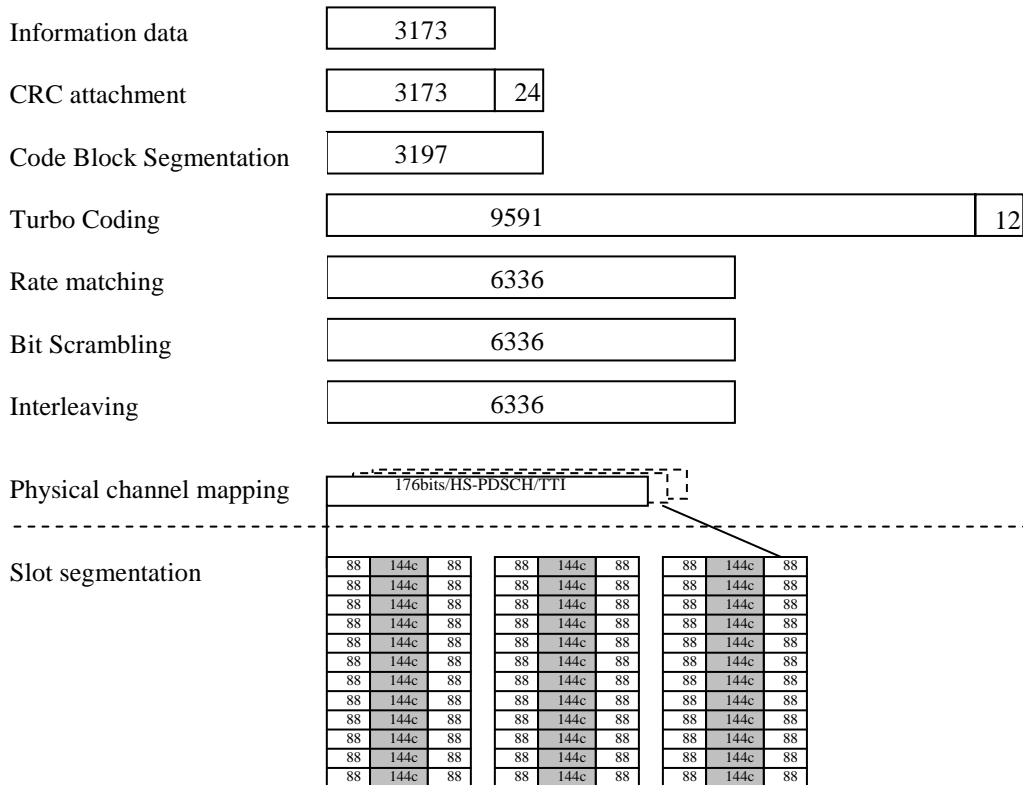 Information data 3173
CRC attachment 3173 24
Code Block Segmentation 3197
Turbo Coding 9591 12
Rate matching 6336
Bit Scrambling 6336
Interleaving 6336
Physical channel mapping 176bits/HS-PDSCH/TTI
Slot segmentation
88 144c 88 88 144c 88 88 144c 88
88 144c 88 88 144c 88 88 144c 88
88 144c 88 88 144c 88 88 144c 88
88 144c 88 88 144c 88 88 144c 88
88 144c 88 88 144c 88 88 144c 88
88 144c 88 88 144c 88 88 144c 88
88 144c 88 88 144c 88 88 144c 88
88 144c 88 88 144c 88 88 144c 88
88 144c 88 88 144c 88 88 144c 88
88 144c 88 88 144c 88 88 144c 88
88 144c 88 88 144c 88 88 144c 88
88 144c 88 88 144c 88 88 144c 88